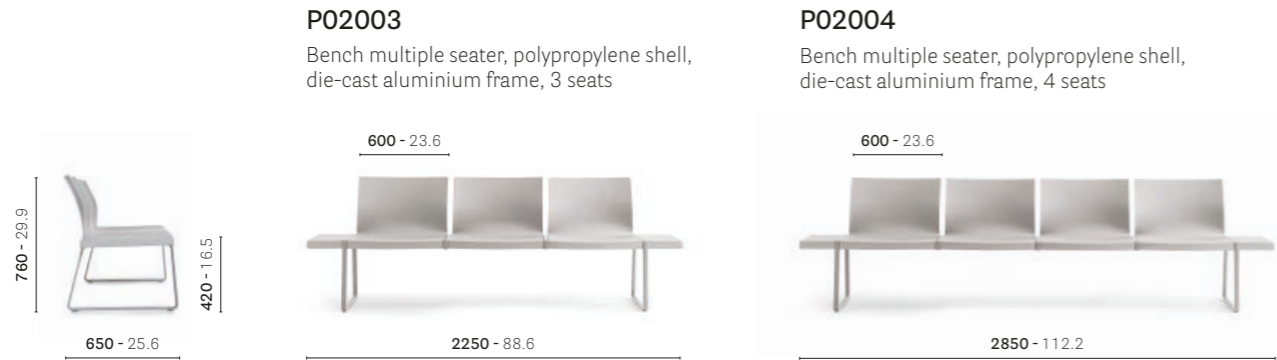 P02003
Bench multiple seater, polypropylene shell,
die-cast aluminium frame, 3 seats
P02004
Bench multiple seater, polypropylene shell,
die-cast aluminium frame, 4 seats
600 - 23.6
600 - 23.6
760 - 29.9
420 - 16.5
650 - 25.6
2250 - 88.6
2850 - 112.2